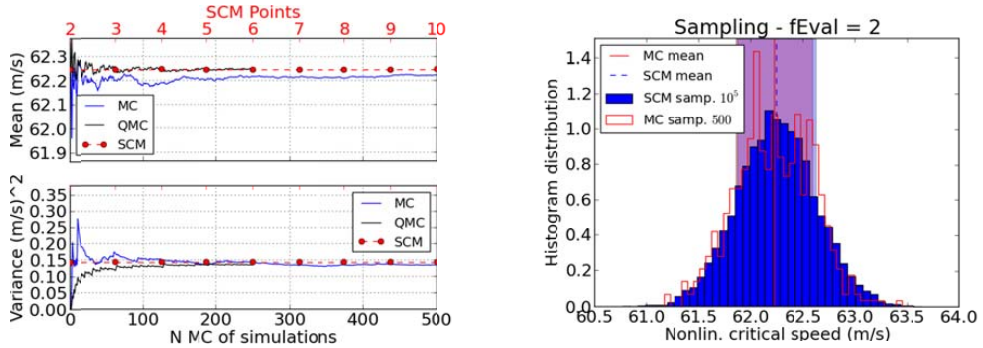 SCM Points
2 3 4 5 6 7 8 9 10
62.3
62.2
62.1
62.0
61.9
Mean (m/s)
MC
QMC
SCM
0.35
0.30
0.25
0.20
0.15
0.10
0.05
0.00
Variance (m/s)^2
MC
QMC
SCM
0 100 200 300 400 500
N MC of simulations
Sampling - fEval = 2
MC mean
SCM mean
SCM samp. 10^5
MC samp. 500
1.4
1.2
1.0
0.8
0.6
0.4
0.2
0.0
Histogram distribution
60.5 61.0 61.5 62.0 62.5 63.0 63.5 64.0
Nonlin. critical speed (m/s)